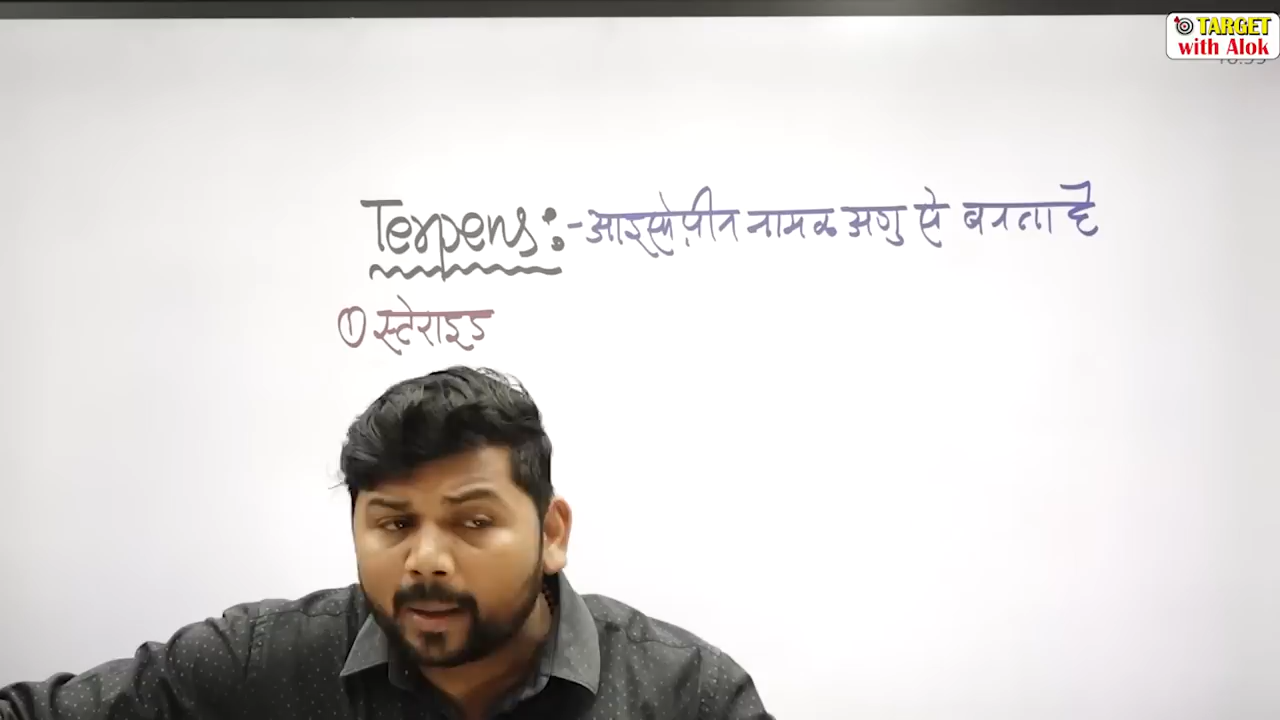 TARGET
with Alok
Terpens :- आइसोप्रीन नामक अणु से बनता है
① स्टेराइड